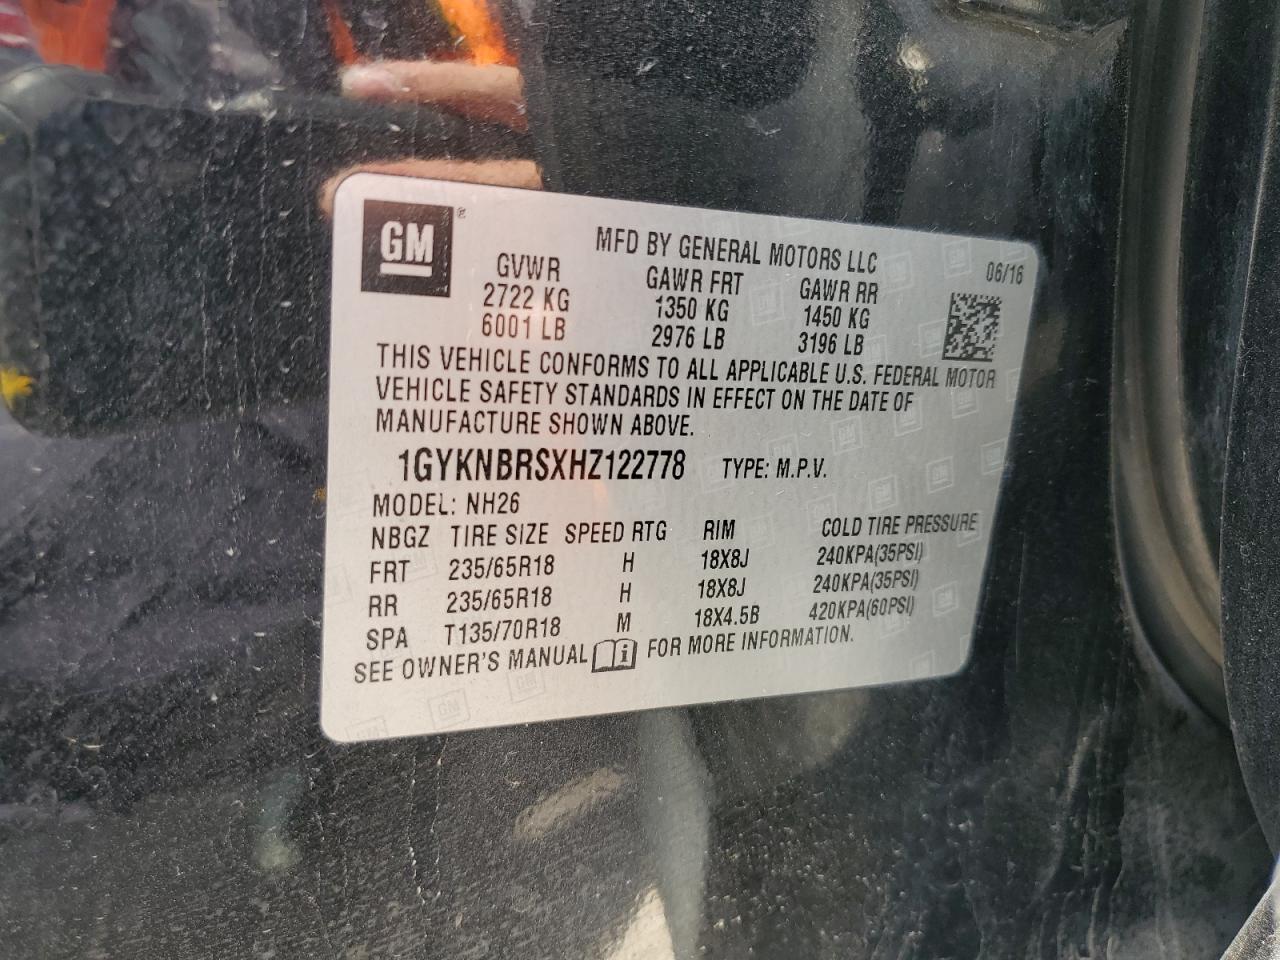 GM ®
MFD BY GENERAL MOTORS LLC
06/16
GVWR GAWR FRT GAWR RR
2722 KG 1350 KG 1450 KG
6001 LB 2976 LB 3196 LB
THIS VEHICLE CONFORMS TO ALL APPLICABLE U.S. FEDERAL MOTOR
VEHICLE SAFETY STANDARDS IN EFFECT ON THE DATE OF
MANUFACTURE SHOWN ABOVE.
1GYKNBRSXHZ122778 TYPE: M.P.V.
MODEL: NH26
NBGZ TIRE SIZE SPEED RTG RIM COLD TIRE PRESSURE
FRT 235/65R18 H 18X8J 240KPA(35PSI)
RR 235/65R18 H 18X8J 240KPA(35PSI)
SPA T135/70R18 M 18X4.5B 420KPA(60PSI)
SEE OWNER'S MANUAL i FOR MORE INFORMATION.